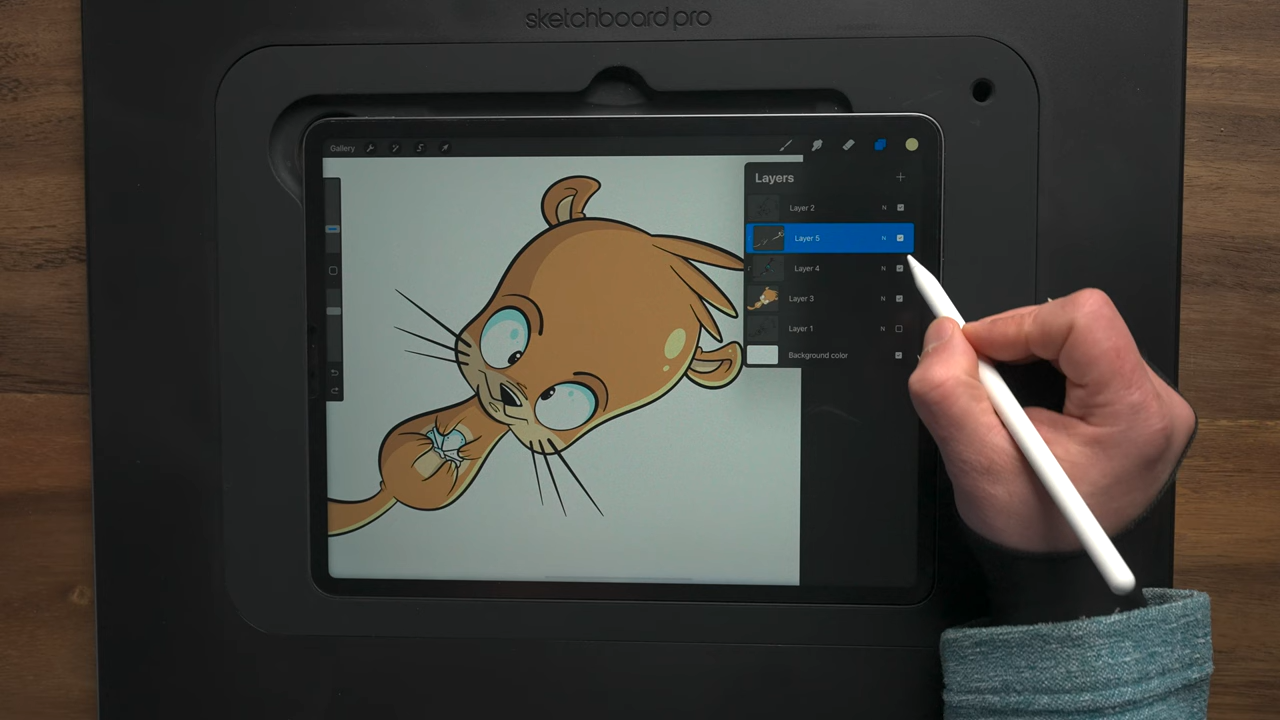 sketchboard pro
Gallery
Layers
Layer 2 N
Layer 5 N
Layer 4 N
Layer 3 N
Layer 1 N
Background color